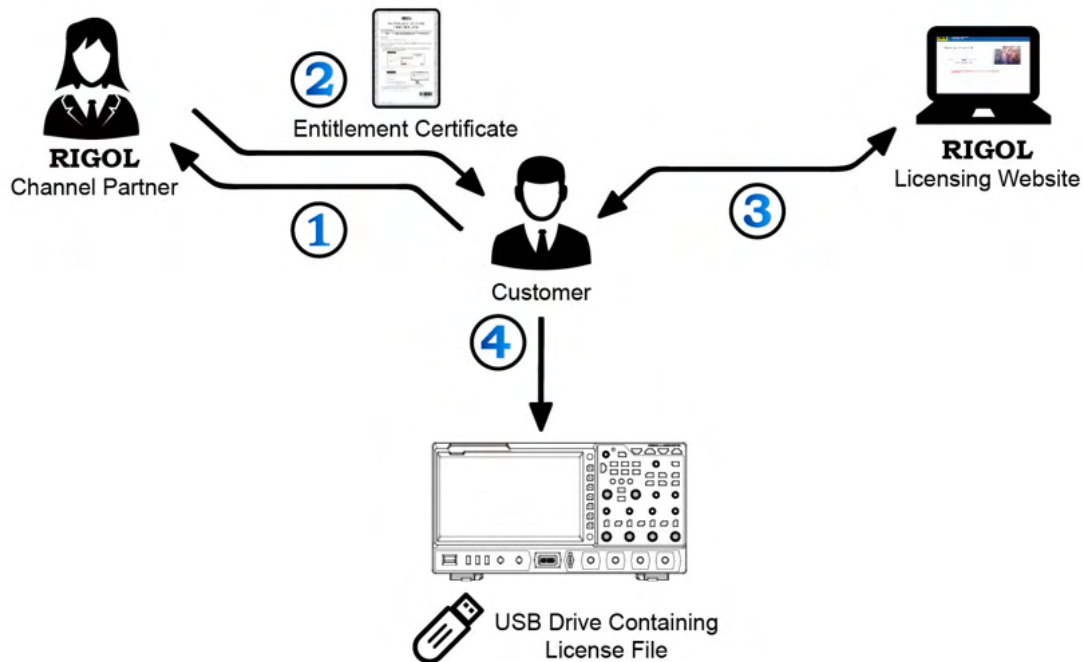 2
Entitlement Certificate
RIGOL
Channel Partner
1
RIGOL
Licensing Website
3
Customer
4
USB Drive Containing
License File